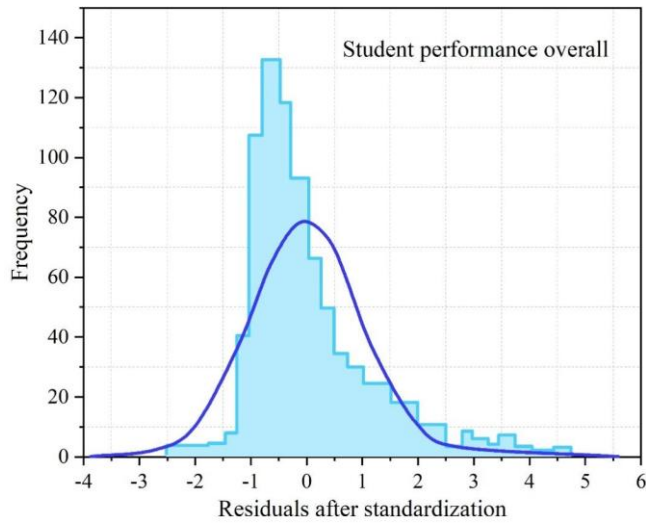 140
120
100
80
60
40
20
0
Frequency
Student performance overall
-4 -3 -2 -1 0 1 2 3 4 5 6
Residuals after standardization